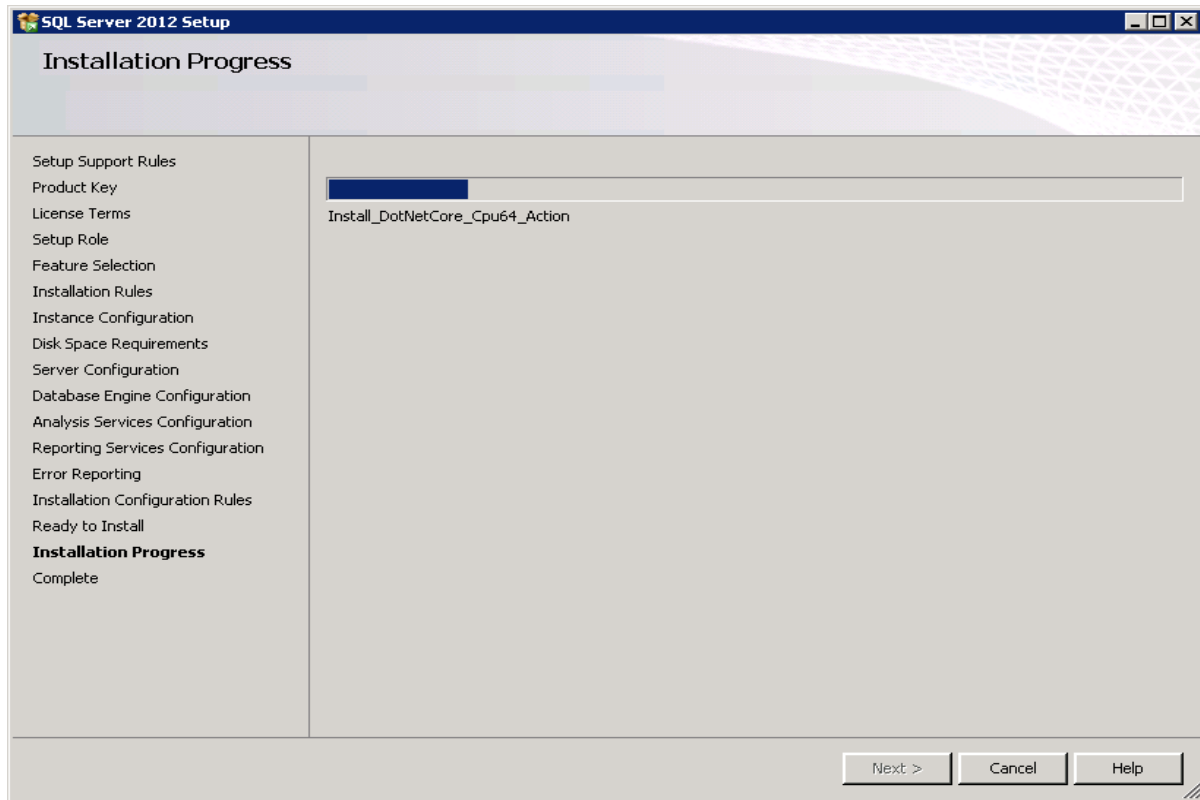 SQL Server 2012 Setup
Installation Progress
Setup Support Rules
Product Key
License Terms
Setup Role
Feature Selection
Installation Rules
Instance Configuration
Disk Space Requirements
Server Configuration
Database Engine Configuration
Analysis Services Configuration
Reporting Services Configuration
Error Reporting
Installation Configuration Rules
Ready to Install
Installation Progress
Complete
Install_DotNetCore_Cpu64_Action
Next >
Cancel
Help